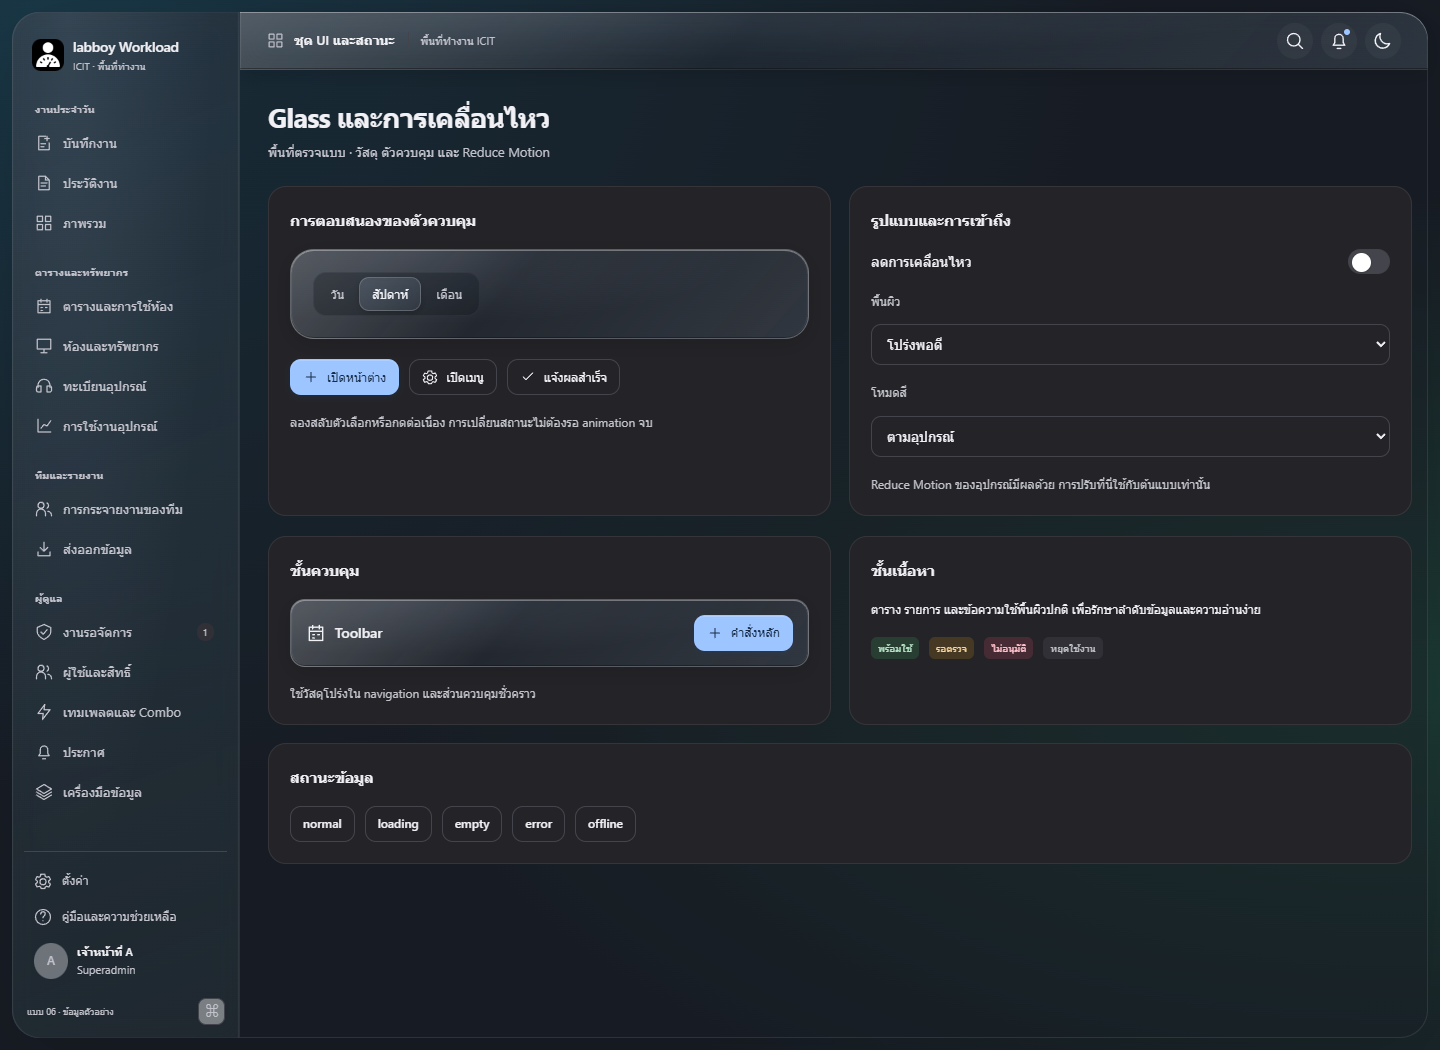 labboy Workload
ICIT · พื้นที่ทำงาน
งานประจำวัน
บันทึกงาน
ประวัติงาน
ภาพรวม
ตารางและทรัพยากร
ตารางและการใช้ห้อง
ห้องและทรัพยากร
ทะเบียนอุปกรณ์
การใช้งานอุปกรณ์
ทีมและรายงาน
การกระจายงานของทีม
ส่งออกข้อมูล
ผู้ดูแล
งานรอจัดการ 1
ผู้ใช้และสิทธิ์
เทมเพลตและ Combo
ประกาศ
เครื่องมือข้อมูล
ตั้งค่า
คู่มือและความช่วยเหลือ
A เจ้าหน้าที่ A
Superadmin
แบบ 06 · ข้อมูลตัวอย่าง ⌘
ชุด UI และสถานะ พื้นที่ทำงาน ICIT
Glass และการเคลื่อนไหว
พื้นที่ตรวจแบบ · วัสดุ ตัวควบคุม และ Reduce Motion
การตอบสนองของตัวควบคุม
วัน สัปดาห์ เดือน
เปิดหน้าต่าง เปิดเมนู แจ้งผลสำเร็จ
ลองสลับตัวเลือกหรือกดต่อเนื่อง การเปลี่ยนสถานะไม่ต้องรอ animation จบ
รูปแบบและการเข้าถึง
ลดการเคลื่อนไหว
พื้นผิว
โปร่งพอดี
โหมดสี
ตามอุปกรณ์
Reduce Motion ของอุปกรณ์มีผลด้วย การปรับที่นี่ใช้กับต้นแบบเท่านั้น
ชั้นควบคุม
Toolbar คำสั่งหลัก
ใช้วัสดุโปร่งใน navigation และส่วนควบคุมชั่วคราว
ชั้นเนื้อหา
ตาราง รายการ และข้อความใช้พื้นผิวปกติ เพื่อรักษาลำดับข้อมูลและความอ่านง่าย
พร้อมใช้ รอตรวจ ไม่อนุมัติ หยุดใช้งาน
สถานะข้อมูล
normal loading empty error offline